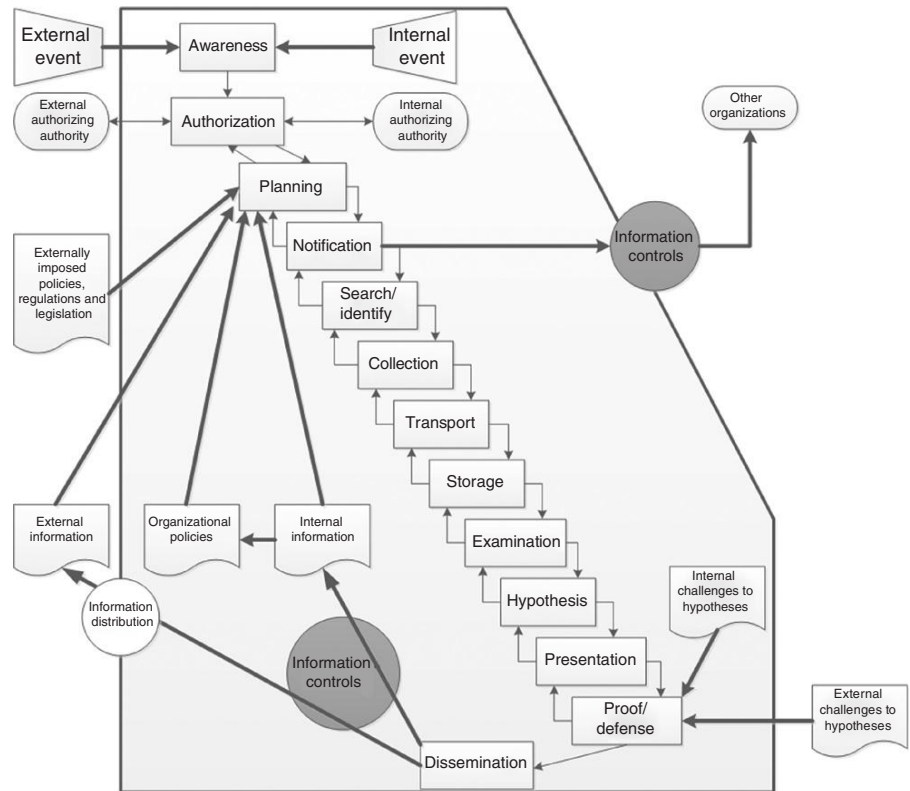 External
event
Awareness
Internal
event
External
authorizing
authority
Authorization
Internal
authorizing
authority
Other
organizations
Planning
Notification
Information
controls
Externally
imposed
policies,
regulations and
legislation
Search/
identify
Collection
Transport
Storage
External
information
Organizational
policies
Internal
information
Examination
Hypothesis
Internal
challenges to
hypotheses
Information
distribution
Information
controls
Presentation
Proof/
defense
External
challenges to
hypotheses
Dissemination